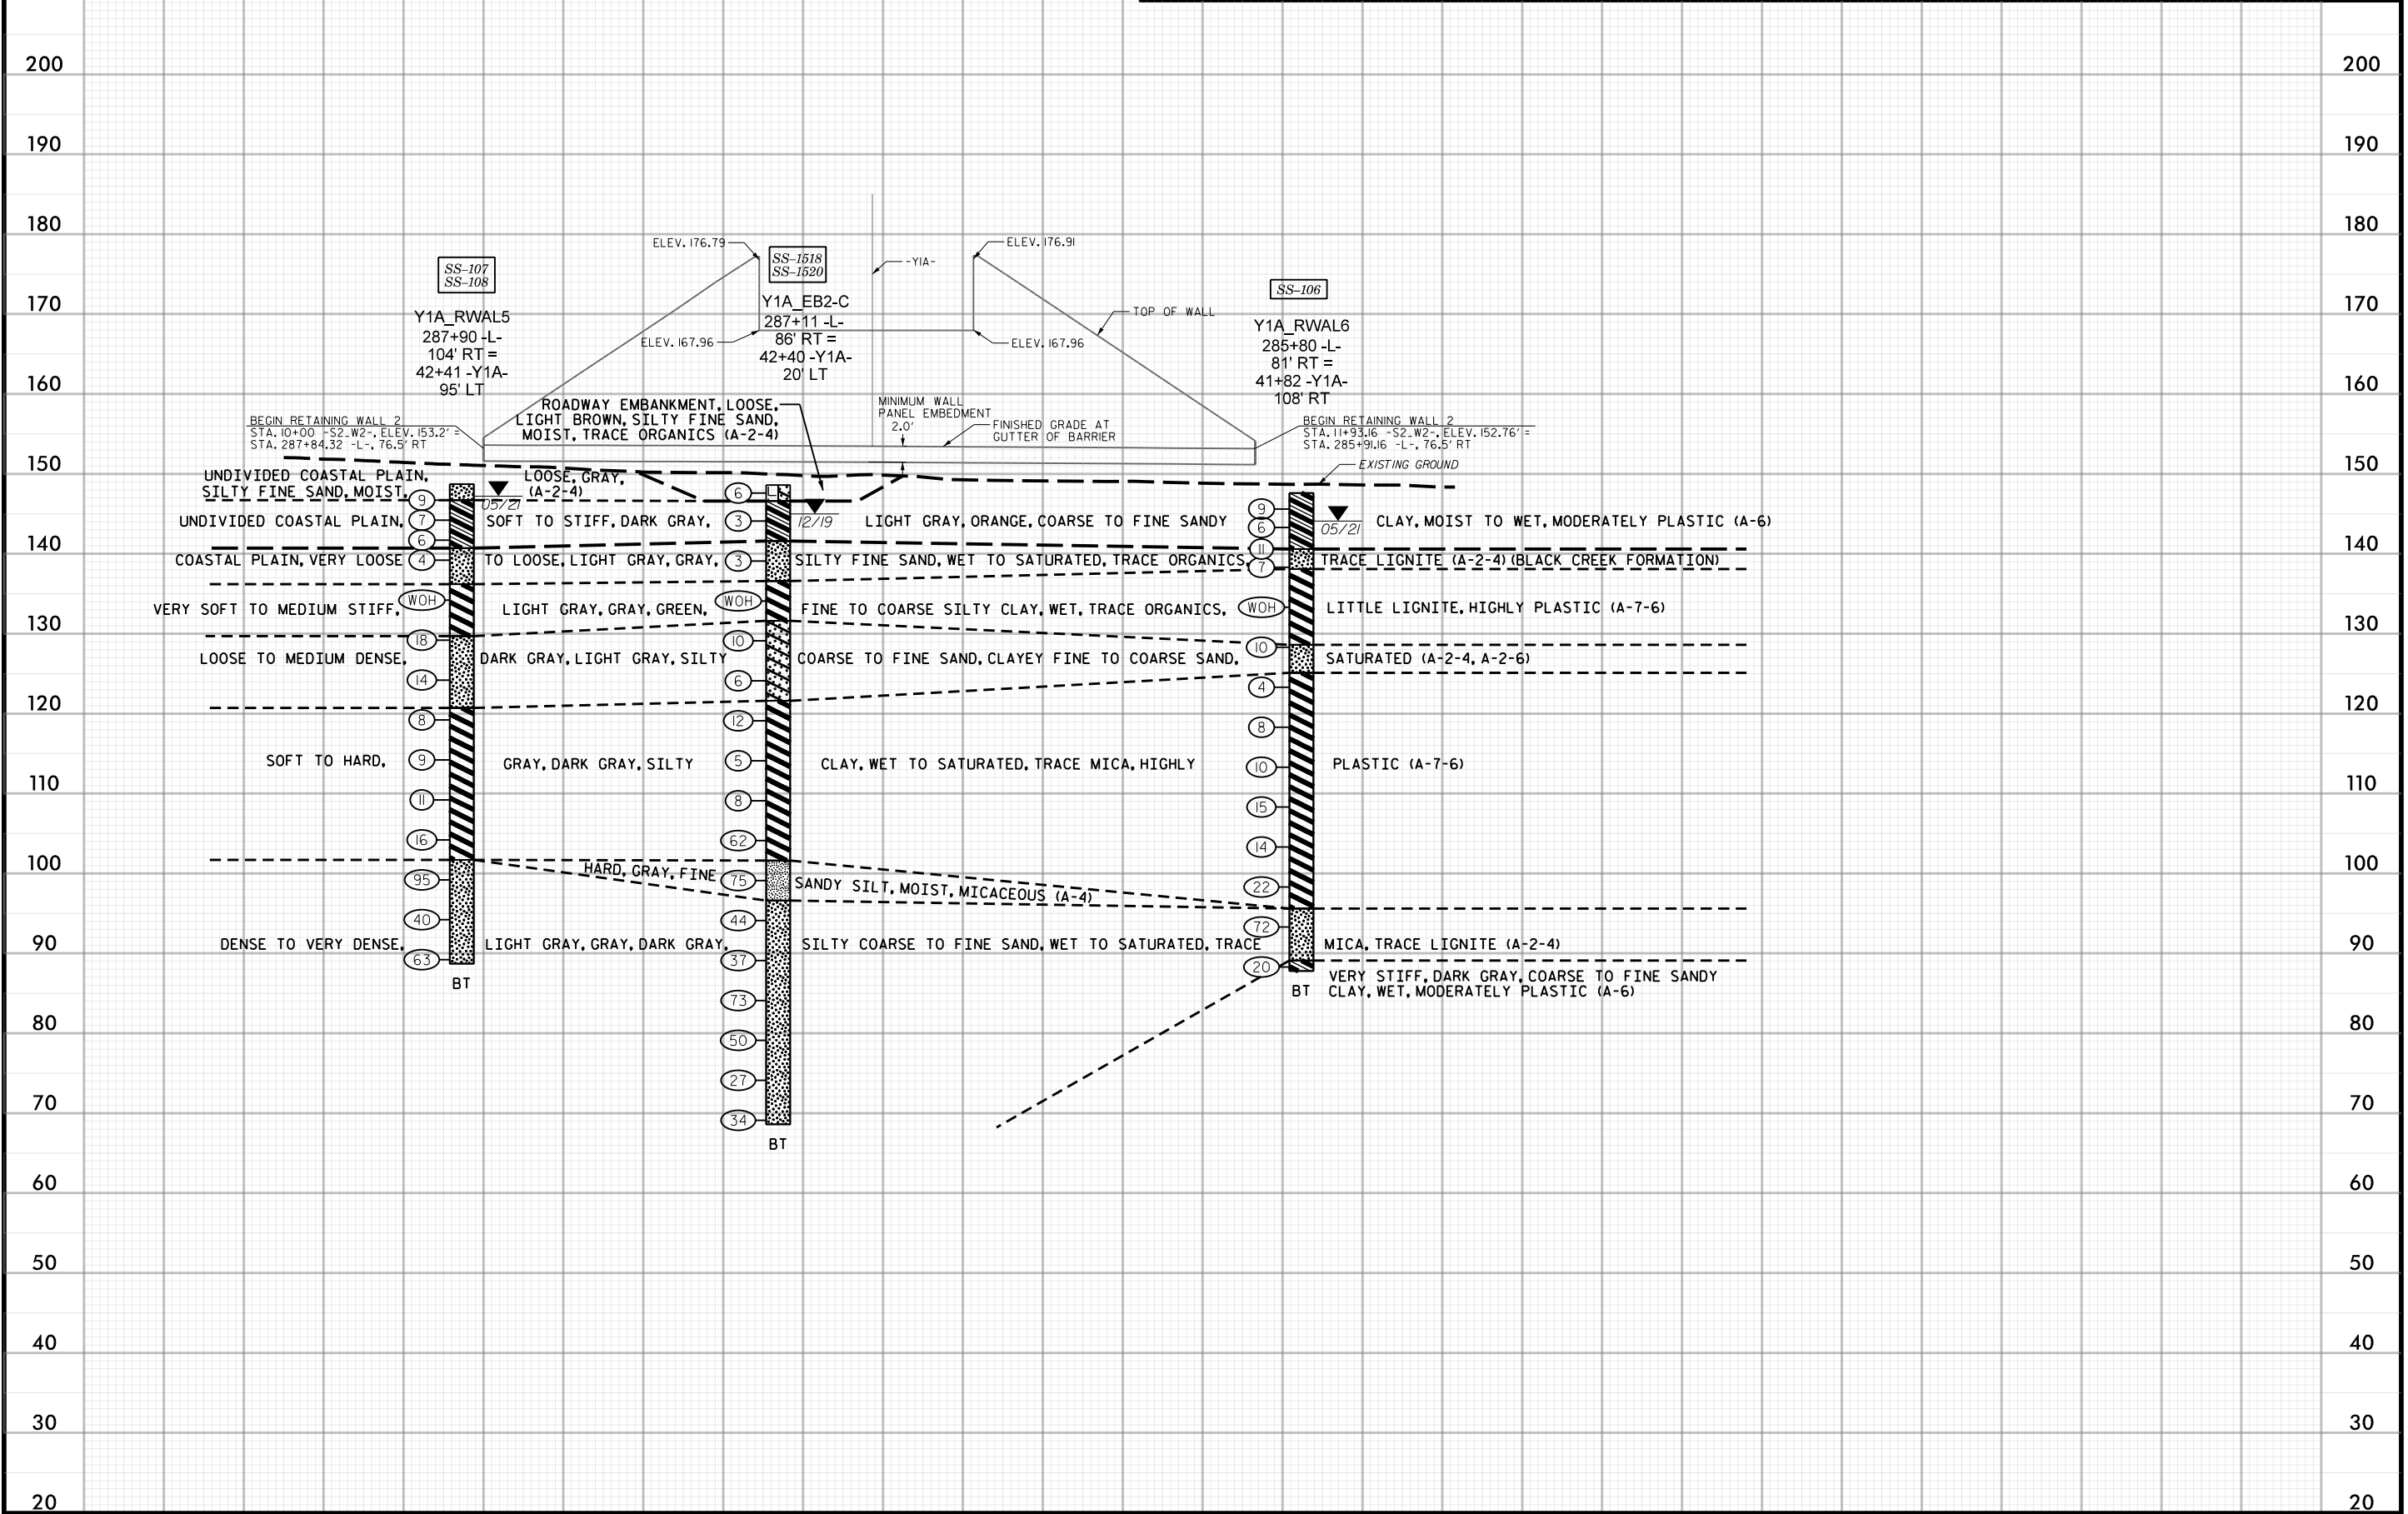 200 200
190 190
180 180
170 170
160 160
150 150
140 140
130 130
120 120
110 110
100 100
90 90
80 80
70 70
60 60
50 50
40 40
30 30
20 20
SS-107
SS-108
Y1A_RWAL5
287+90 -L-
104' RT =
42+41 -Y1A-
95' LT
ELEV. 176.79
SS-1518
SS-1520
Y1A_EB2-C
287+11 -L-
86' RT =
42+40 -Y1A-
20' LT
ELEV. 167.96
-Y1A-
ELEV. 176.91
ELEV. 167.96
TOP OF WALL
SS-106
Y1A_RWAL6
285+80 -L-
81' RT =
41+82 -Y1A-
108' RT
BEGIN RETAINING WALL 2
STA. 10+00 -S2_W2-, ELEV. 153.2' =
STA. 287+84.32 -L-, 76.5' RT
ROADWAY EMBANKMENT, LOOSE,
LIGHT BROWN, SILTY FINE SAND,
MOIST, TRACE ORGANICS (A-2-4)
MINIMUM WALL
PANEL EMBEDMENT
2.0'
FINISHED GRADE AT
GUTTER OF BARRIER
BEGIN RETAINING WALL 2
STA. 11+93.16 -S2_W2-, ELEV. 152.76' =
STA. 285+91.16 -L-, 76.5' RT
EXISTING GROUND
UNDIVIDED COASTAL PLAIN, LOOSE, GRAY,
SILTY FINE SAND, MOIST, (A-2-4)
05/21
12/19
05/21
UNDIVIDED COASTAL PLAIN, SOFT TO STIFF, DARK GRAY, LIGHT GRAY, ORANGE, COARSE TO FINE SANDY CLAY, MOIST TO WET, MODERATELY PLASTIC (A-6)
COASTAL PLAIN, VERY LOOSE TO LOOSE, LIGHT GRAY, GRAY, SILTY FINE SAND, WET TO SATURATED, TRACE ORGANICS, TRACE LIGNITE (A-2-4) (BLACK CREEK FORMATION)
VERY SOFT TO MEDIUM STIFF, LIGHT GRAY, GRAY, GREEN, FINE TO COARSE SILTY CLAY, WET, TRACE ORGANICS, LITTLE LIGNITE, HIGHLY PLASTIC (A-7-6)
LOOSE TO MEDIUM DENSE, DARK GRAY, LIGHT GRAY, SILTY COARSE TO FINE SAND, CLAYEY FINE TO COARSE SAND, SATURATED (A-2-4, A-2-6)
SOFT TO HARD, GRAY, DARK GRAY, SILTY CLAY, WET TO SATURATED, TRACE MICA, HIGHLY PLASTIC (A-7-6)
HARD, GRAY, FINE SANDY SILT, MOIST, MICACEOUS (A-4)
DENSE TO VERY DENSE, LIGHT GRAY, GRAY, DARK GRAY, SILTY COARSE TO FINE SAND, WET TO SATURATED, TRACE MICA, TRACE LIGNITE (A-2-4)
VERY STIFF, DARK GRAY, COARSE TO FINE SANDY
CLAY, WET, MODERATELY PLASTIC (A-6)
9
7
6
4
WOH
18
14
8
9
11
16
95
40
63
BT
6
L
3
3
WOH
10
6
12
5
8
62
75
44
37
73
50
27
34
BT
9
6
11
7
WOH
10
4
8
10
15
14
22
72
20
BT